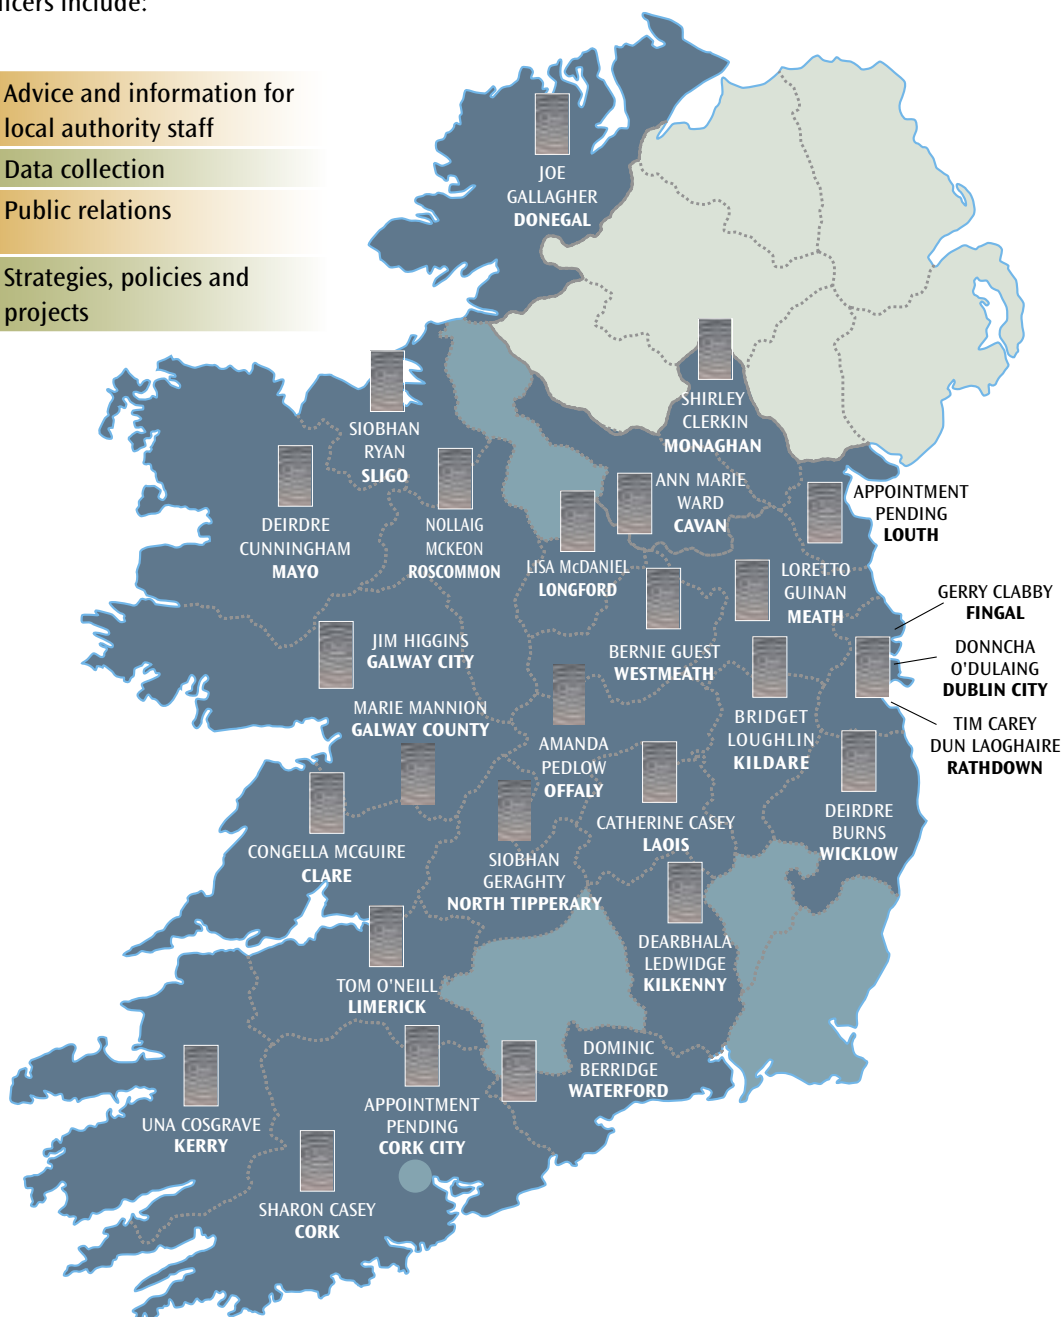 ficers include:
Advice and information for
local authority staff
Data collection
Public relations
Strategies, policies and
projects
JOE
GALLAGHER
DONEGAL
SHIRLEY
CLERKIN
MONAGHAN
SIOBHAN
RYAN
SLIGO
ANN MARIE
WARD
CAVAN
APPOINTMENT
PENDING
LOUTH
DEIRDRE
CUNNINGHAM
MAYO
NOLLAIG
MCKEON
ROSCOMMON
LISA McDANIEL
LONGFORD
LORETTO
GUINAN
MEATH
GERRY CLABBY
FINGAL
JIM HIGGINS
GALWAY CITY
BERNIE GUEST
WESTMEATH
DONNCHA
O'DULAING
DUBLIN CITY
MARIE MANNION
GALWAY COUNTY
BRIDGET
LOUGHLIN
KILDARE
TIM CAREY
DUN LAOGHAIRE
RATHDOWN
AMANDA
PEDLOW
OFFALY
CATHERINE CASEY
LAOIS
DEIRDRE
BURNS
WICKLOW
CONGELLA MCGUIRE
CLARE
SIOBHAN
GERAGHTY
NORTH TIPPERARY
DEARBHALA
LEDWIDGE
KILKENNY
TOM O'NEILL
LIMERICK
DOMINIC
BERRIDGE
WATERFORD
UNA COSGRAVE
KERRY
APPOINTMENT
PENDING
CORK CITY
SHARON CASEY
CORK